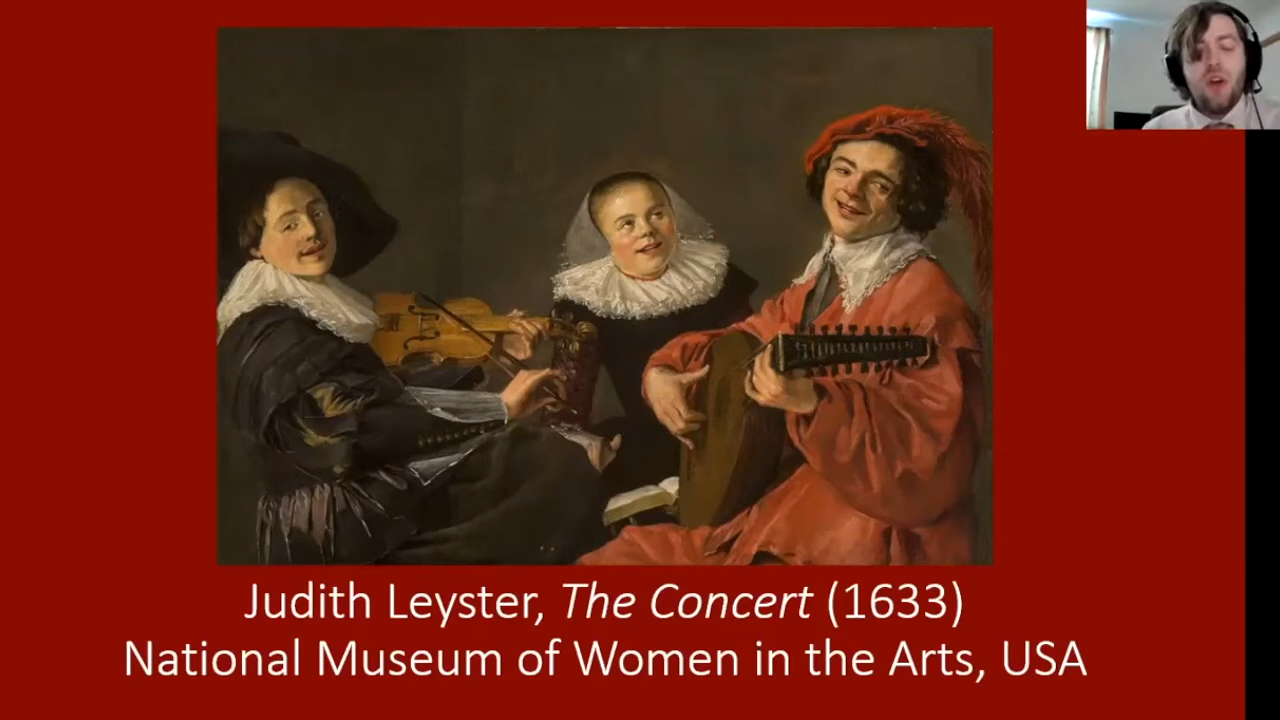 Judith Leyster, The Concert (1633)
National Museum of Women in the Arts, USA